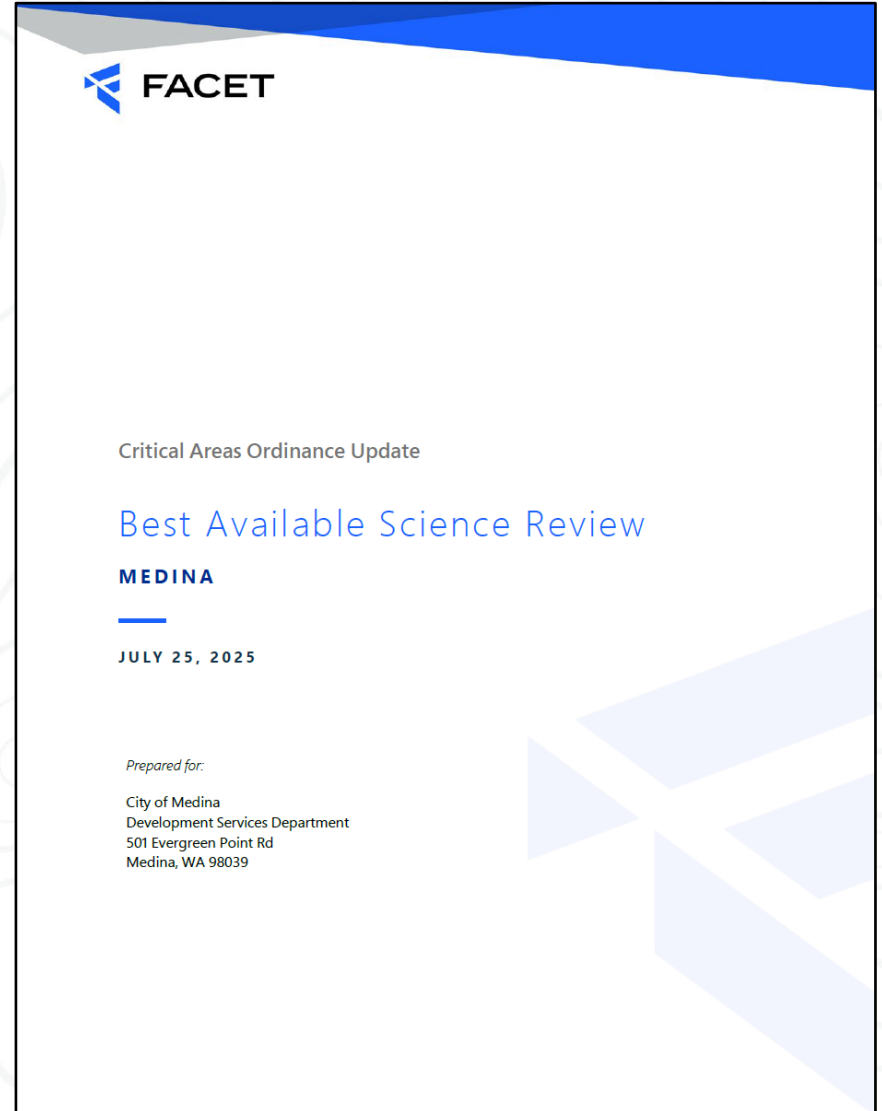 FACET
Critical Areas Ordinance Update
Best Available Science Review
MEDINA
JULY 25, 2025
Prepared for:
City of Medina
Development Services Department
501 Evergreen Point Rd
Medina, WA 98039